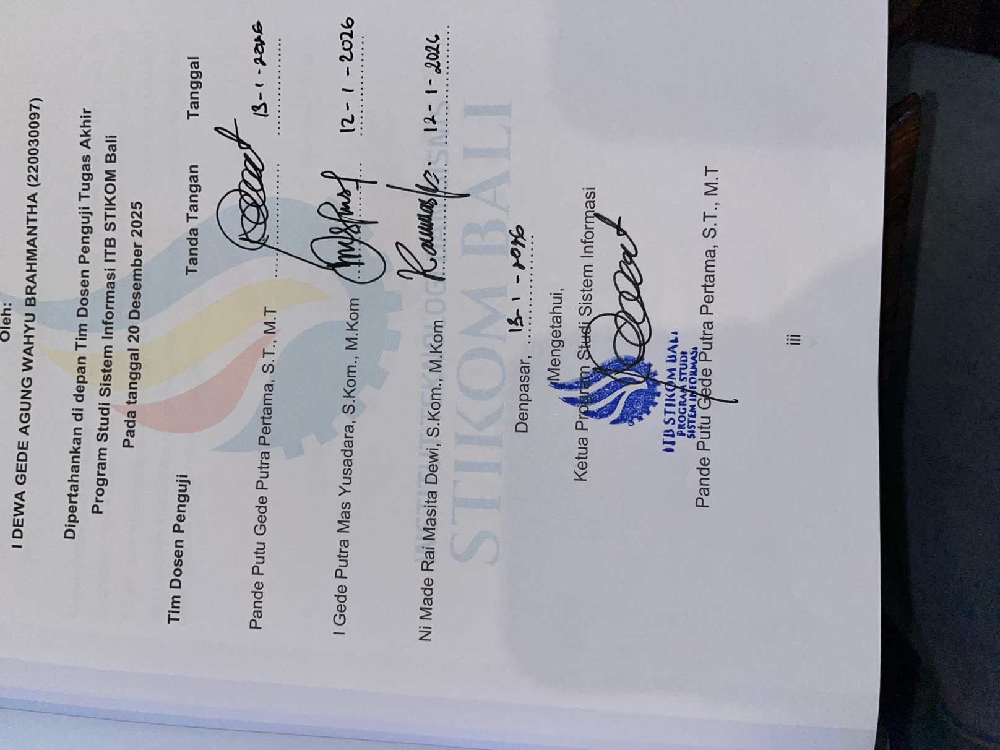 Oleh:
I DEWA GEDE AGUNG WAHYU BRAHMANTHA (220030097)
Dipertahankan di depan Tim Dosen Penguji Tugas Akhir
Program Studi Sistem Informasi ITB STIKOM Bali
Pada tanggal 20 Desember 2025
Tim Dosen Penguji Tanda Tangan Tanggal
Pande Putu Gede Putra Pertama, S.T., M.T 13-1-2026
I Gede Putra Mas Yusadara, S.Kom., M.Kom 12-1-2026
Ni Made Rai Masita Dewi, S.Kom., M.Kom 12-1-2026
STIKOM BALI
Denpasar, 13-1-2026
Mengetahui,
Ketua Program Studi Sistem Informasi
ITB STIKOM BALI
PROGRAM STUDI
SISTEM INFORMASI
Pande Putu Gede Putra Pertama, S.T., M.T
iii